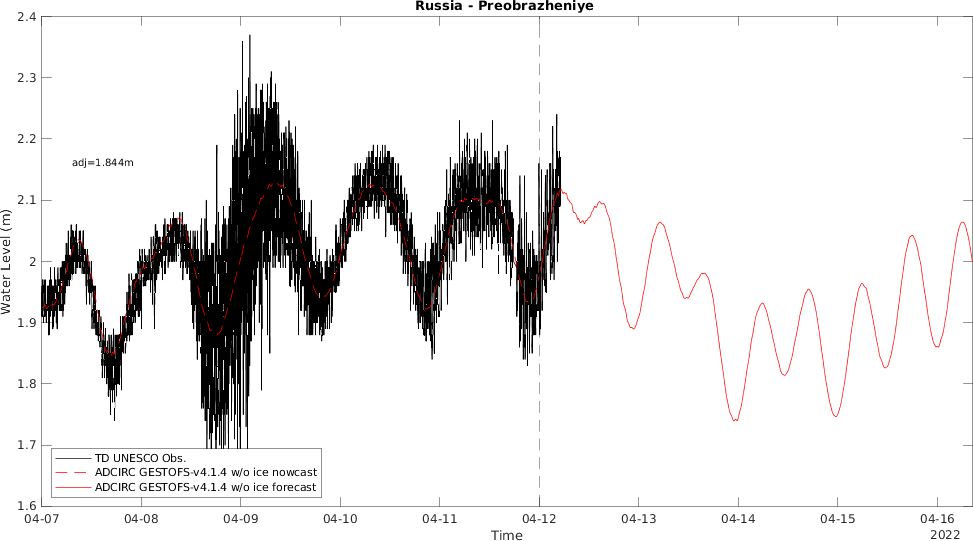 Russia - Preobrazheniye
2.4
2.3
2.2
2.1
2
1.9
1.8
1.7
1.6
Water Level (m)
adj=1.844m
TD UNESCO Obs.
ADCIRC GESTOFS-v4.1.4 w/o ice nowcast
ADCIRC GESTOFS-v4.1.4 w/o ice forecast
04-07 04-08 04-09 04-10 04-11 04-12 04-13 04-14 04-15 04-16
2022
Time